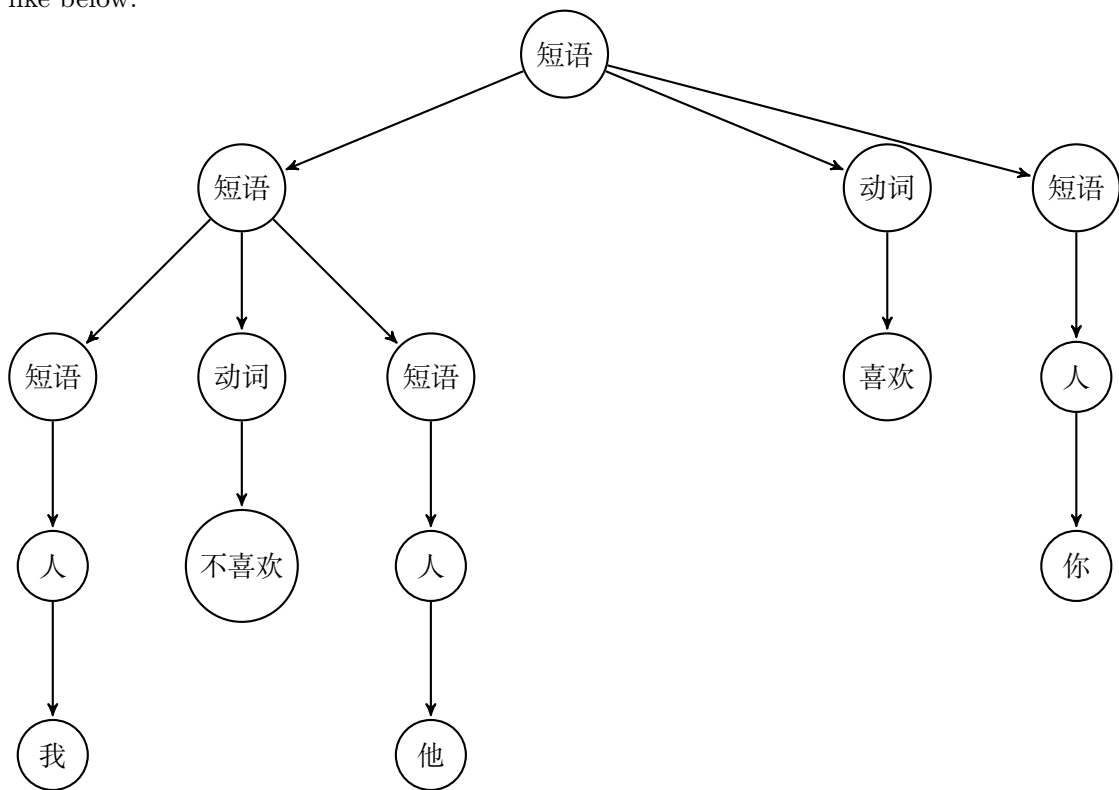 like below:
短语
短语 动词 短语
短语 动词 短语 喜欢 人
人 不喜欢 人 你
我 他